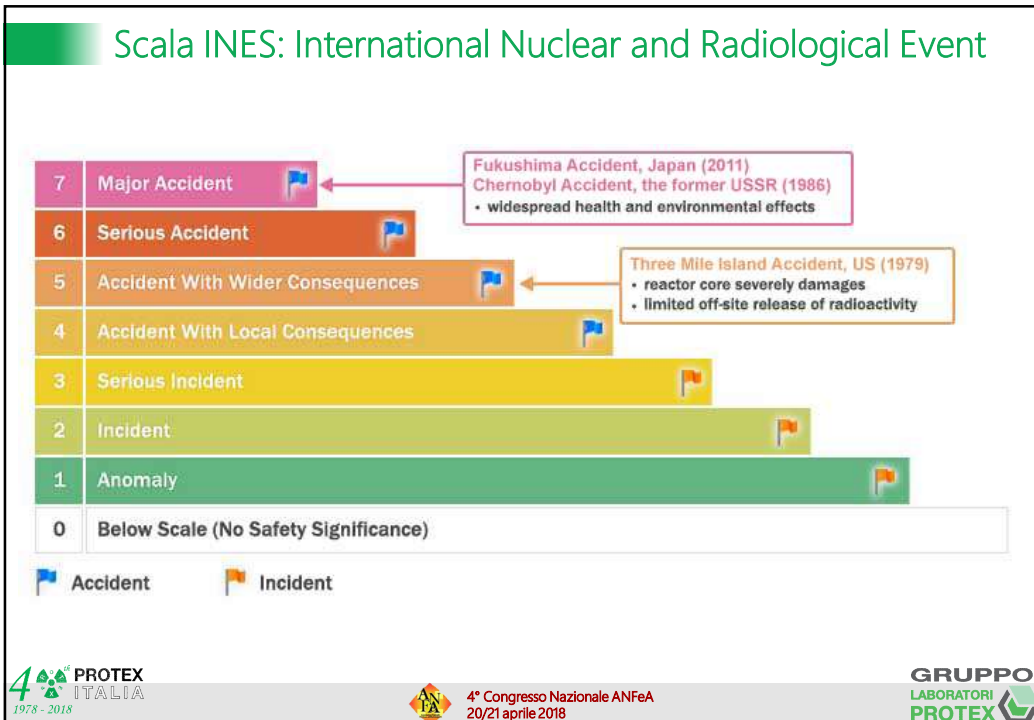 Scala INES: International Nuclear and Radiological Event
7 Major Accident
Fukushima Accident, Japan (2011)
Chernobyl Accident, the former USSR (1986)
• widespread health and environmental effects
6 Serious Accident
5 Accident With Wider Consequences
Three Mile Island Accident, US (1979)
• reactor core severely damages
• limited off-site release of radioactivity
4 Accident With Local Consequences
3 Serious Incident
2 Incident
1 Anomaly
0 Below Scale (No Safety Significance)
Accident Incident
40th PROTEX
ITALIA
1978 - 2018
ANFeA
4° Congresso Nazionale ANFeA
20/21 aprile 2018
GRUPPO
LABORATORI
PROTEX